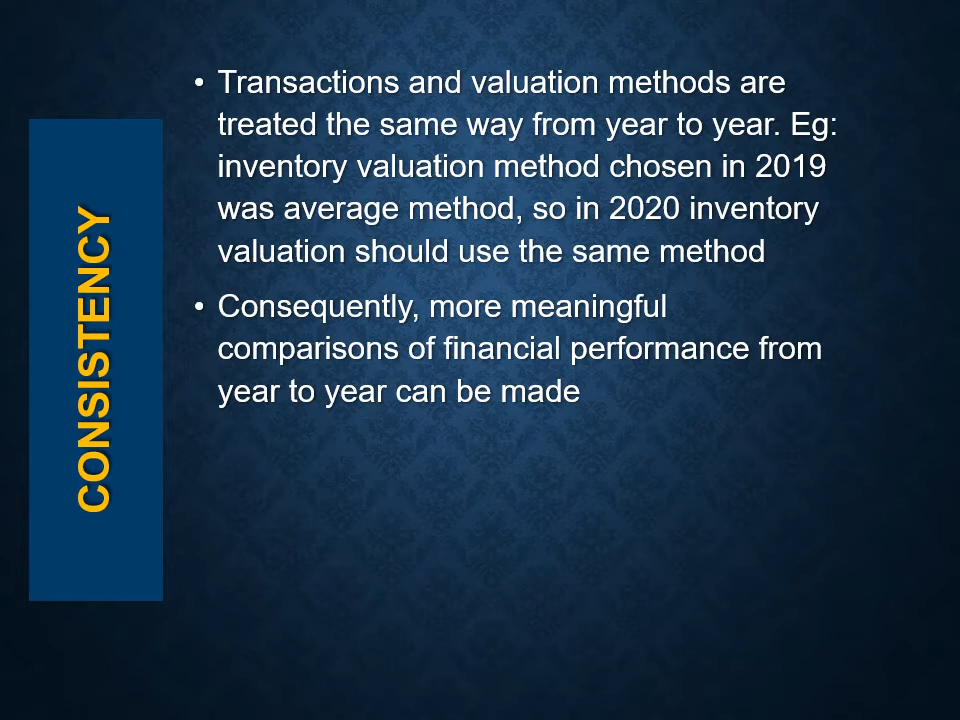 CONSISTENCY
• Transactions and valuation methods are
treated the same way from year to year. Eg:
inventory valuation method chosen in 2019
was average method, so in 2020 inventory
valuation should use the same method
• Consequently, more meaningful
comparisons of financial performance from
year to year can be made